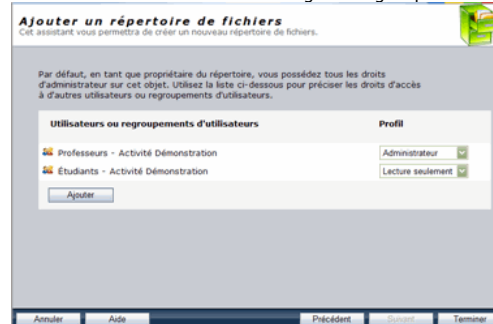 Ajouter un répertoire de fichiers
Cet assistant vous permettra de créer un nouveau répertoire de fichiers.
Par défaut, en tant que propriétaire du répertoire, vous possédez tous les droits
d'administrateur sur cet objet. Utilisez la liste ci-dessous pour préciser les droits d'accès
à d'autres utilisateurs ou regroupements d'utilisateurs.
Utilisateurs ou regroupements d'utilisateurs Profil
Professeurs - Activité Démonstration Administrateur
Étudiants - Activité Démonstration Lecture seulement
Ajouter
Annuler Aide Précédent Suivant Terminer